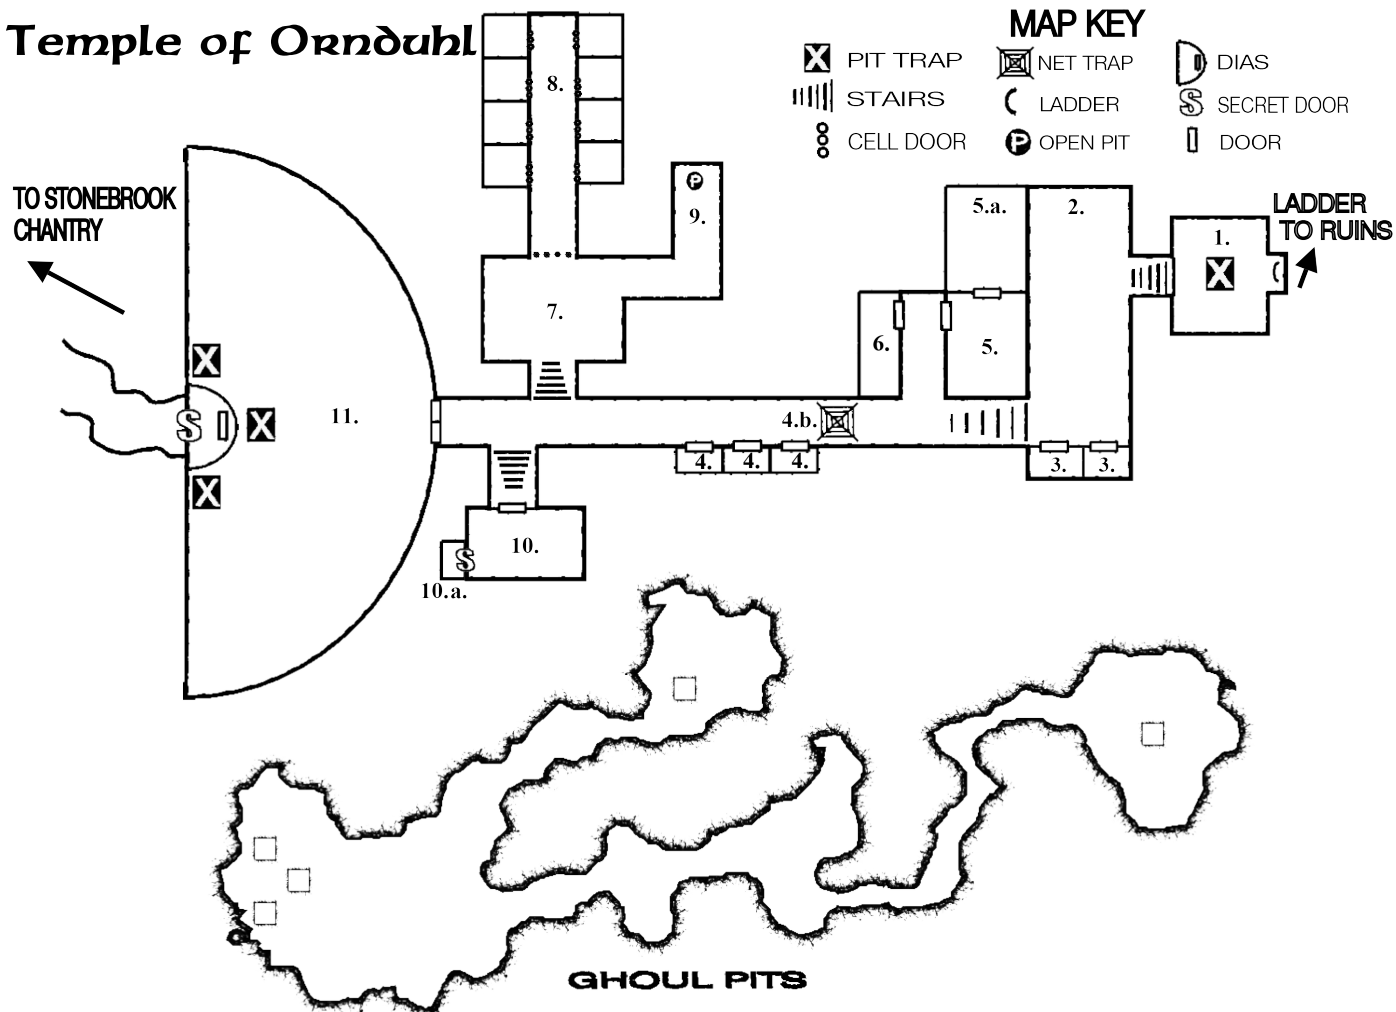 Temple of Ornduhl
MAP KEY
X PIT TRAP
NET TRAP
DIAS
STAIRS
LADDER
S SECRET DOOR
CELL DOOR
P OPEN PIT
DOOR
TO STONEBROOK
CHANTRY
LADDER
TO RUINS
8.
P
9.
5.a.
2.
1.
X
7.
6.
5.
X
S
X
11.
4.b.
X
4.
4.
4.
3.
3.
10.
S
10.a.
GHOUL PITS